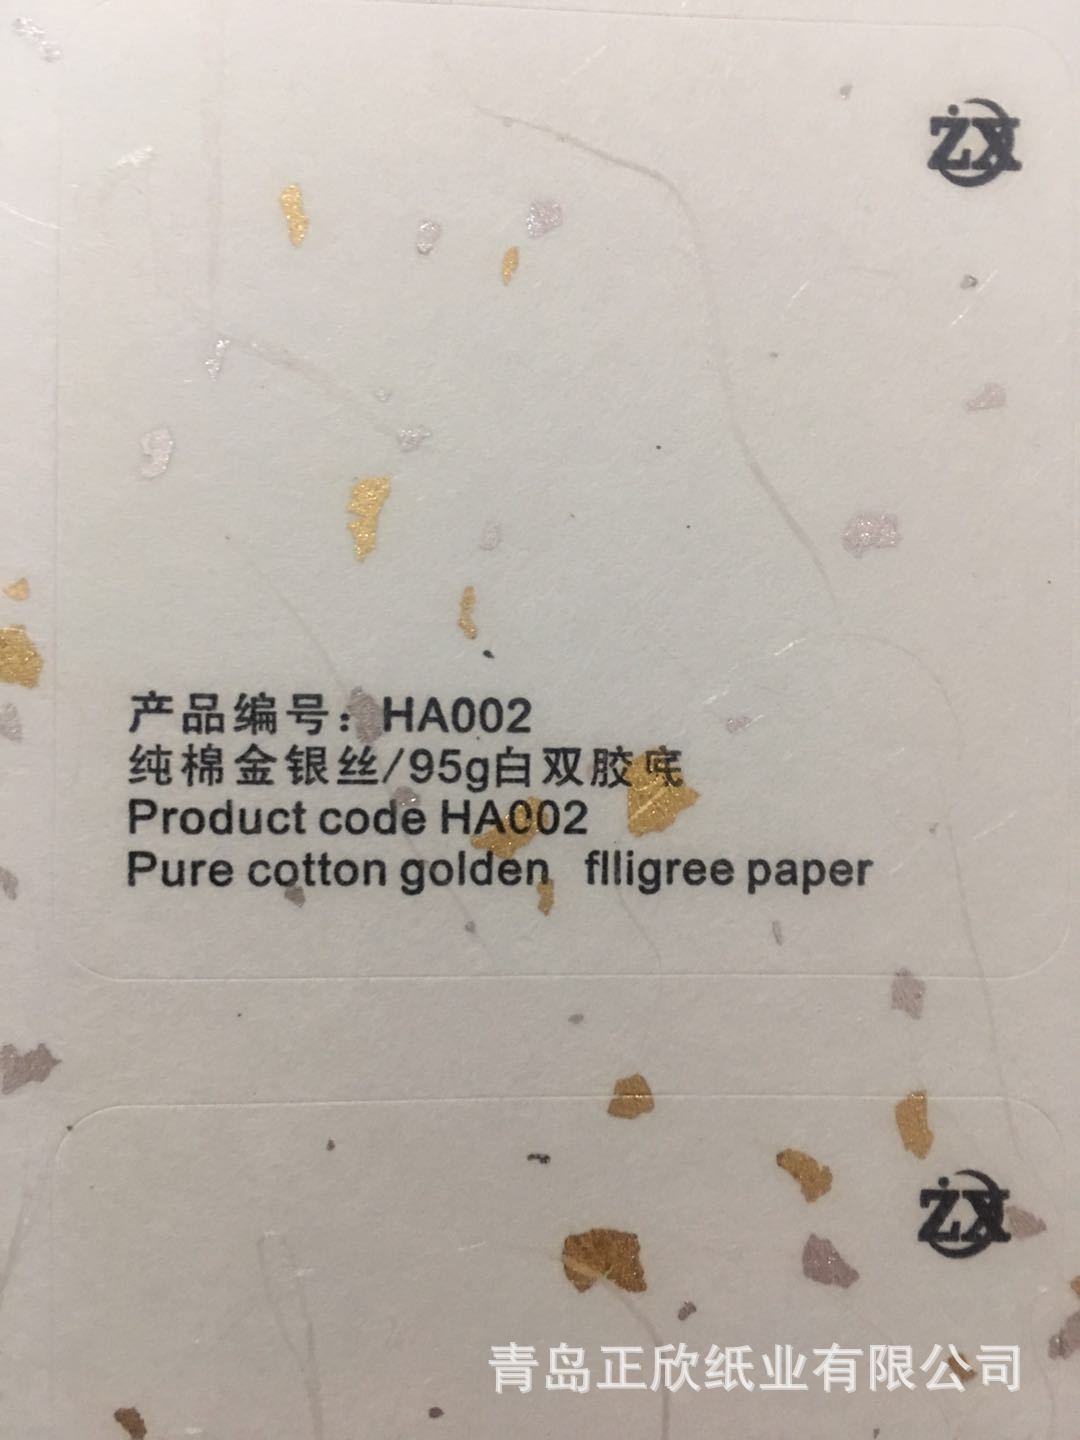 ZX
产品编号：HA002
纯棉金银丝/95g白双胶底
Product code HA002
Pure cotton golden flligree paper
ZX
青岛正欣纸业有限公司